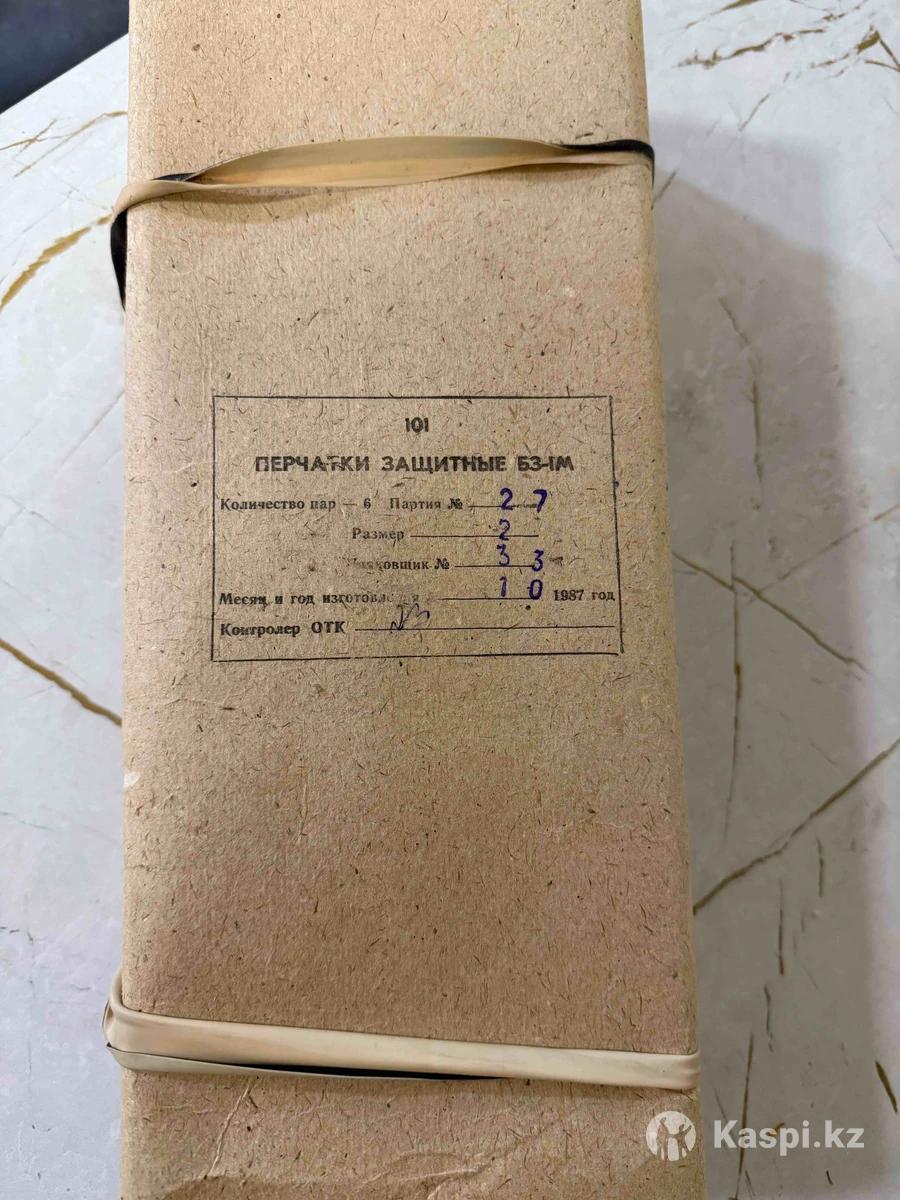 101
ПЕРЧАТКИ ЗАЩИТНЫЕ БЗ-1М
Количество пар — 6 Партия № 27
Размер 2
Упаковщик № 33
Месяц и год изготовления 10 1987 год
Контролер ОТК
Kaspi.kz